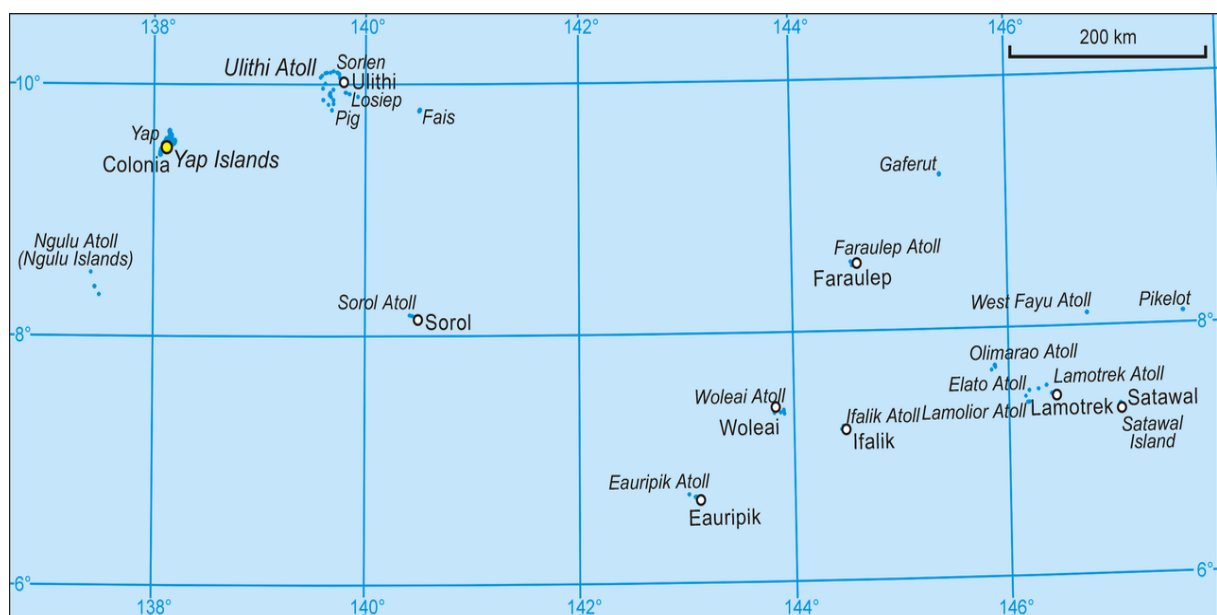 138°
140°
142°
144°
146°
200 km
Ulithi Atoll
Sorlen
10°
Ulithi
10°
Losiep
Pig
Fais
Yap
Colonia
Yap Islands
Gaferut
Ngulu Atoll
(Ngulu Islands)
Faraulep Atoll
Faraulep
Sorol Atoll
Sorol
West Fayu Atoll
Pikelot
8°
8°
Olimarao Atoll
Elato Atoll
Lamotrek Atoll
Woleai Atoll
Woleai
Ifalik Atoll
Ifalik
Lamolior Atoll
Lamotrek
Satawal
Satawal
Island
Eauripik Atoll
Eauripik
6°
6°
138°
140°
142°
144°
146°